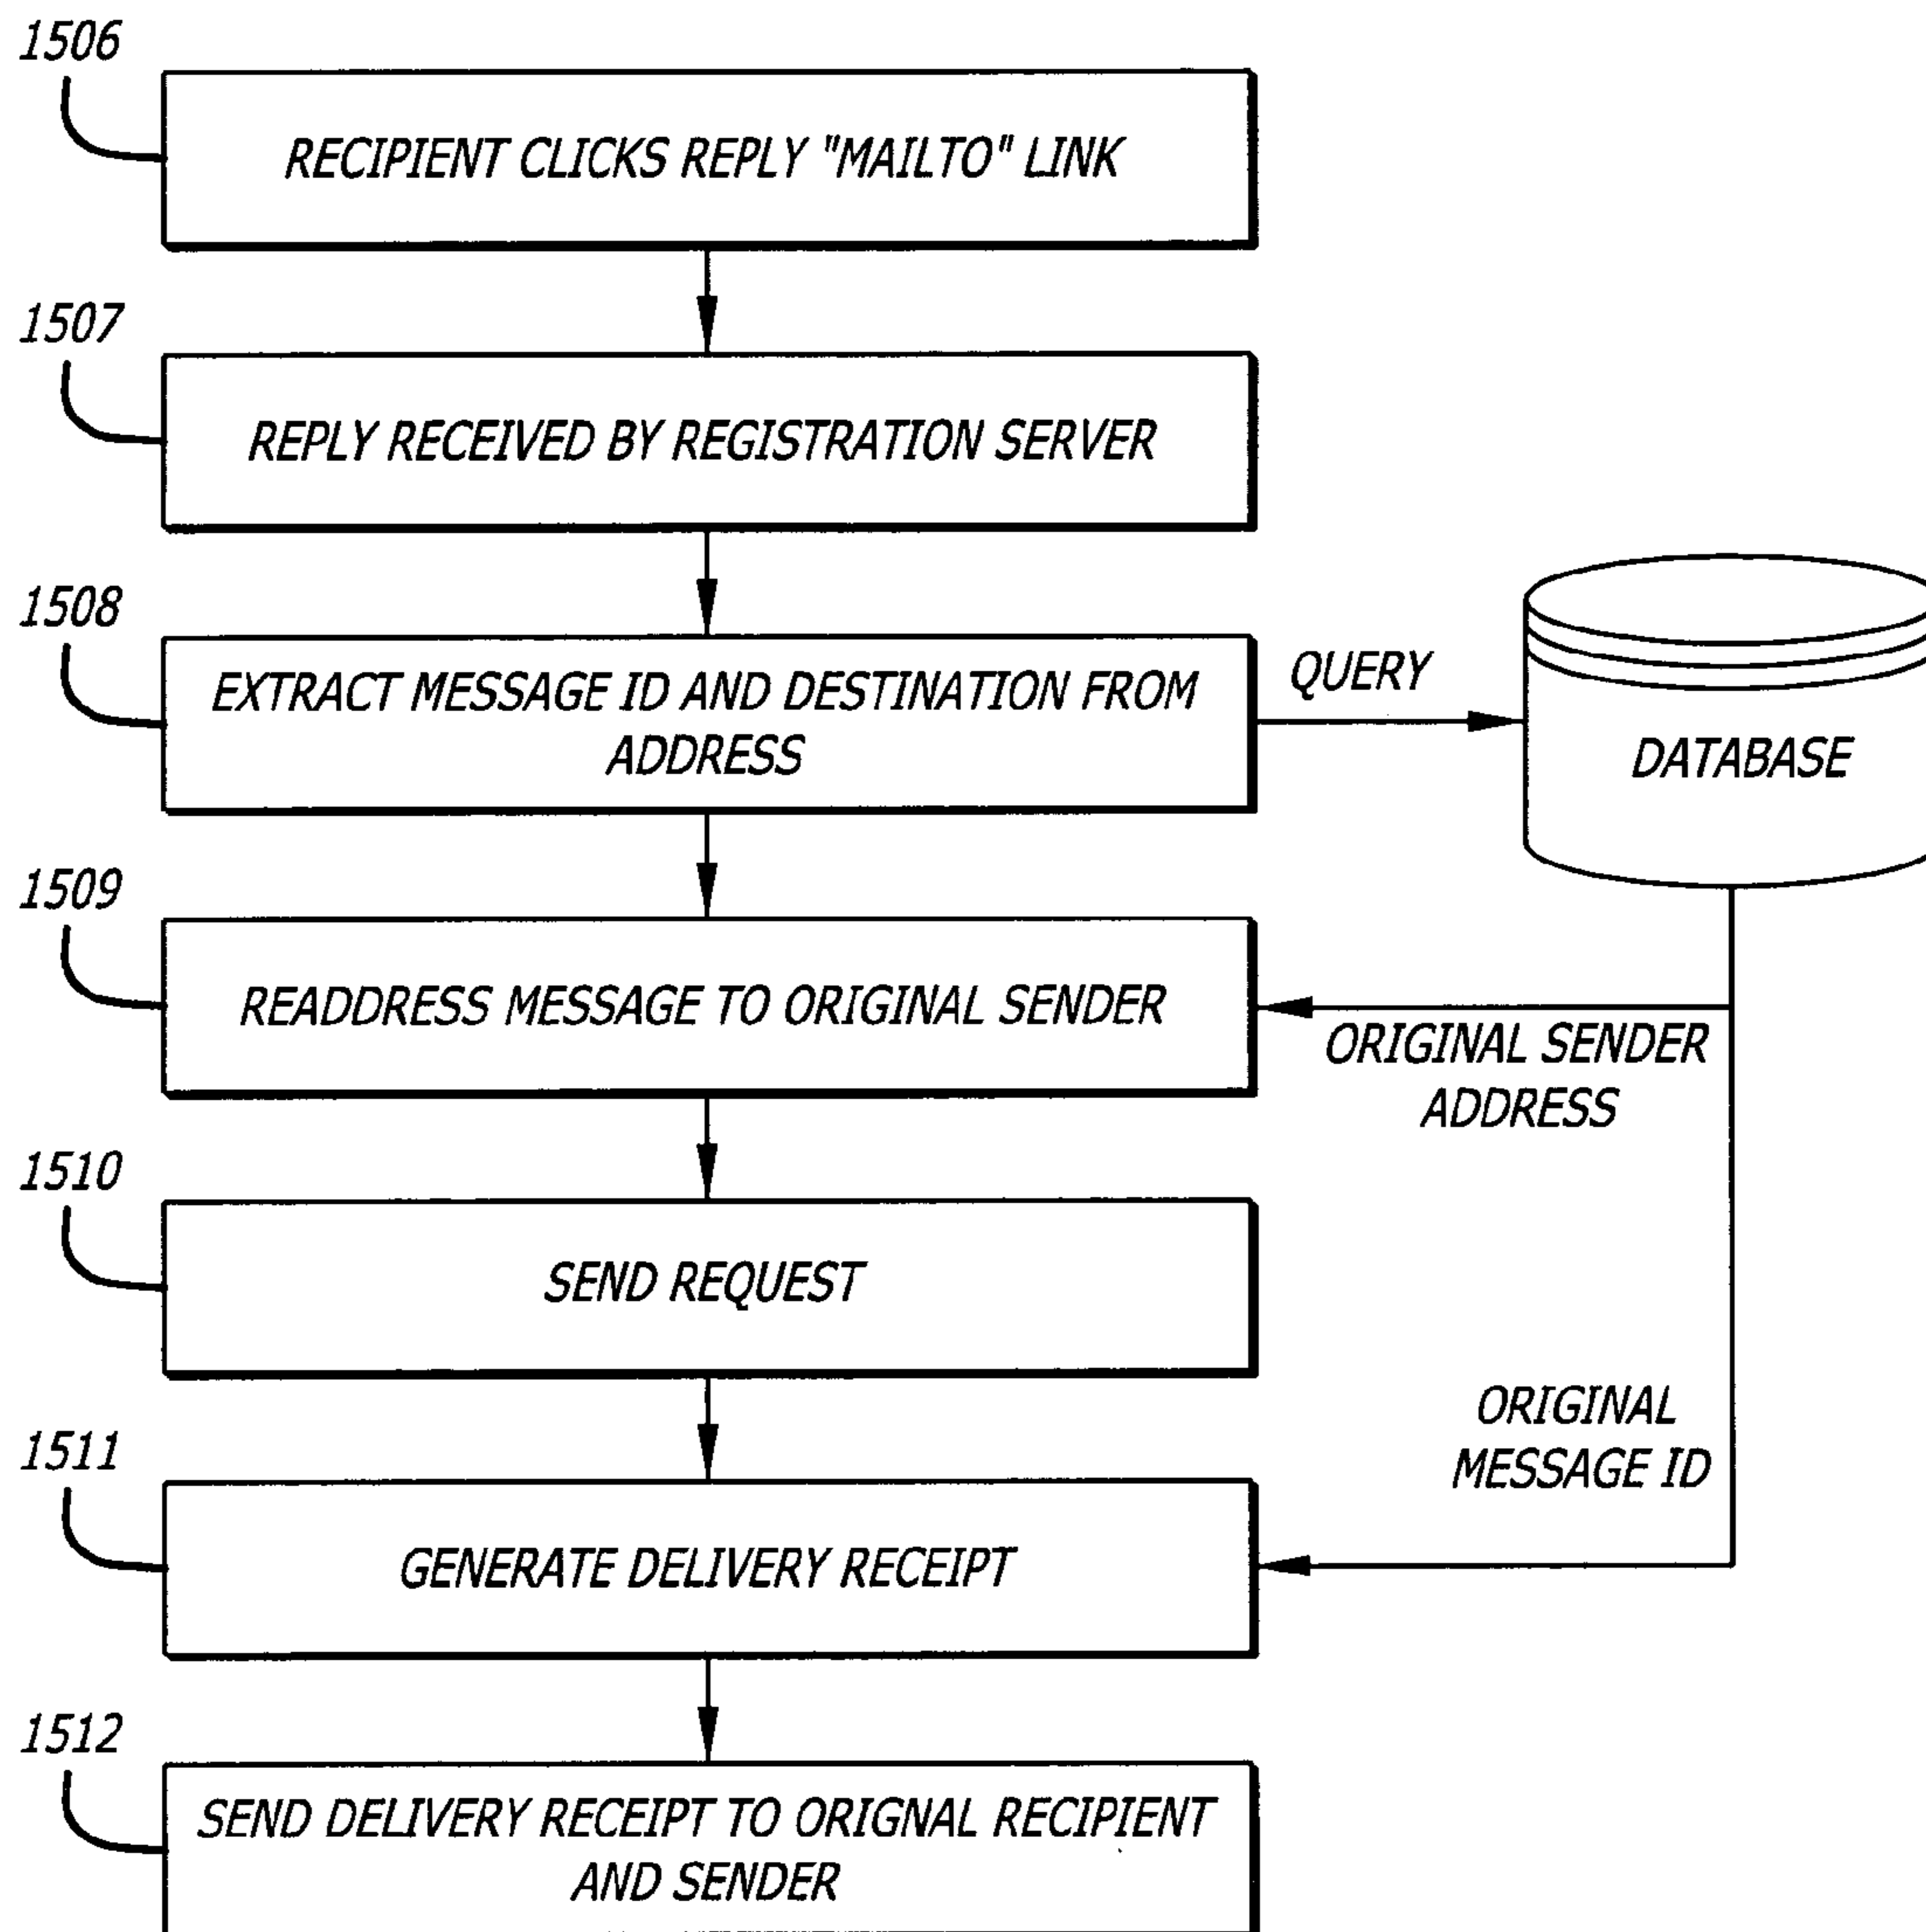 1506
RECIPIENT CLICKS REPLY "MAILTO" LINK
1507
REPLY RECEIVED BY REGISTRATION SERVER
1508
EXTRACT MESSAGE ID AND DESTINATION FROM
ADDRESS
QUERY
DATABASE
1509
READDRESS MESSAGE TO ORIGINAL SENDER
ORIGINAL SENDER
ADDRESS
1510
SEND REQUEST
ORIGINAL
MESSAGE ID
1511
GENERATE DELIVERY RECEIPT
1512
SEND DELIVERY RECEIPT TO ORIGNAL RECIPIENT
AND SENDER